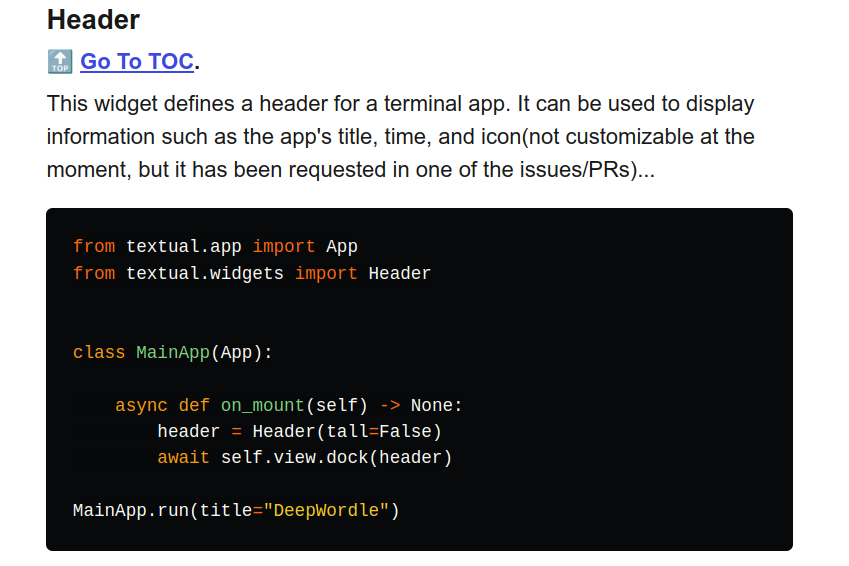 Header
🔝 Go To TOC.
This widget defines a header for a terminal app. It can be used to display
information such as the app's title, time, and icon(not customizable at the
moment, but it has been requested in one of the issues/PRs)...
from textual.app import App
from textual.widgets import Header
class MainApp(App):
    async def on_mount(self) -> None:
        header = Header(tall=False)
        await self.view.dock(header)
MainApp.run(title="DeepWordle")